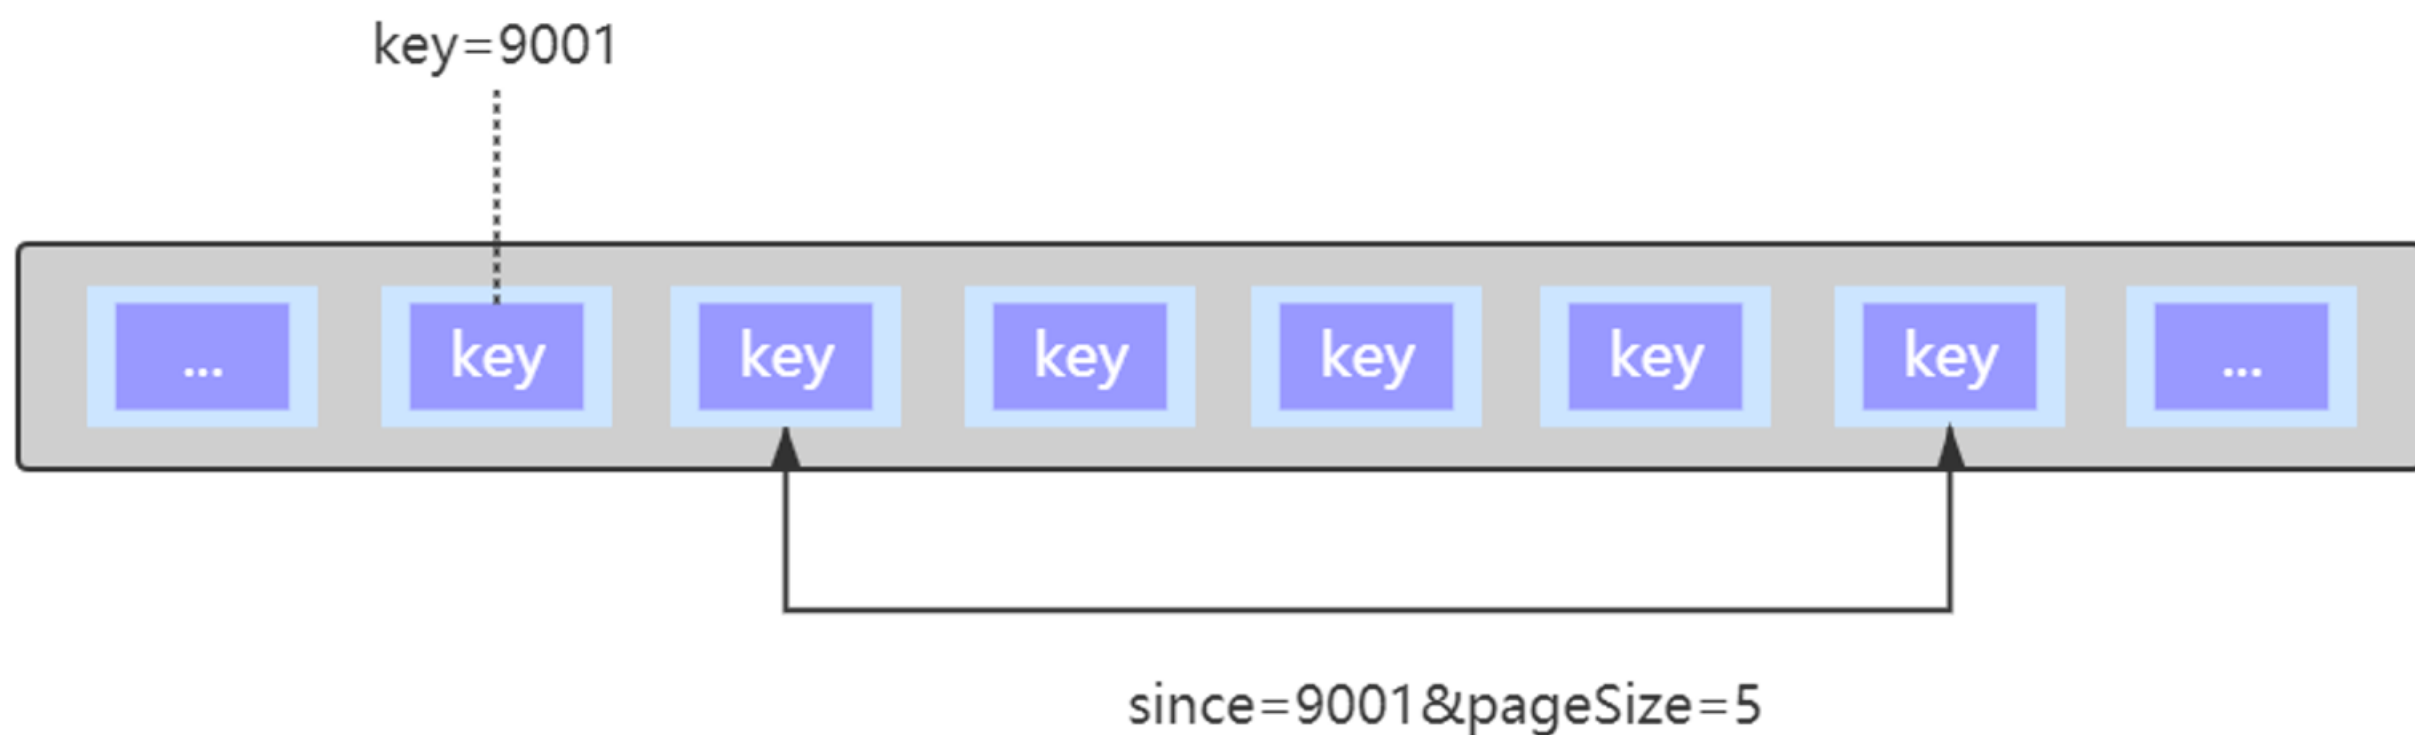 key=9001
... key key key key key key ...
since=9001&pageSize=5